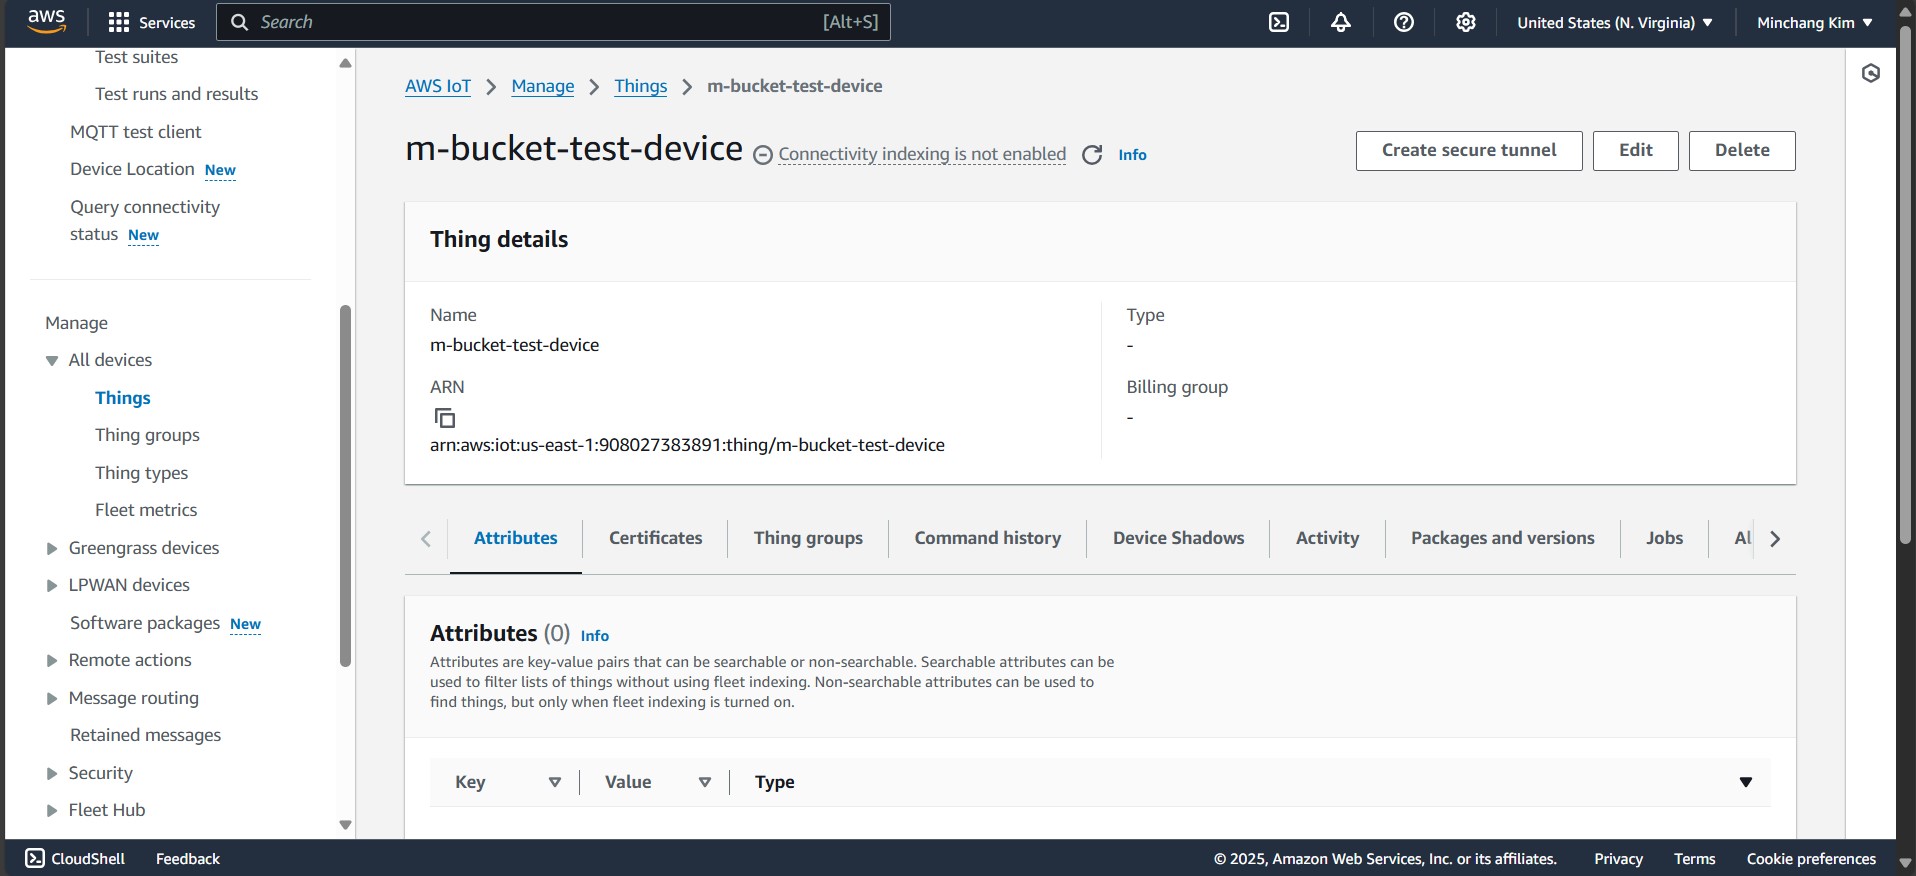 aws
Services
Search
[Alt+S]
United States (N. Virginia)
Minchang Kim
Test suites
Test runs and results
MQTT test client
Device Location New
Query connectivity
status New
Manage
All devices
Things
Thing groups
Thing types
Fleet metrics
Greengrass devices
LPWAN devices
Software packages New
Remote actions
Message routing
Retained messages
Security
Fleet Hub
AWS IoT
Manage
Things
m-bucket-test-device
m-bucket-test-device
Connectivity indexing is not enabled
Info
Create secure tunnel
Edit
Delete
Thing details
Name
m-bucket-test-device
ARN
arn:aws:iot:us-east-1:908027383891:thing/m-bucket-test-device
Type
-
Billing group
-
Attributes
Certificates
Thing groups
Command history
Device Shadows
Activity
Packages and versions
Jobs
Al
Attributes (0) Info
Attributes are key-value pairs that can be searchable or non-searchable. Searchable attributes can be
used to filter lists of things without using fleet indexing. Non-searchable attributes can be used to
find things, but only when fleet indexing is turned on.
Key
Value
Type
CloudShell
Feedback
© 2025, Amazon Web Services, Inc. or its affiliates.
Privacy
Terms
Cookie preferences